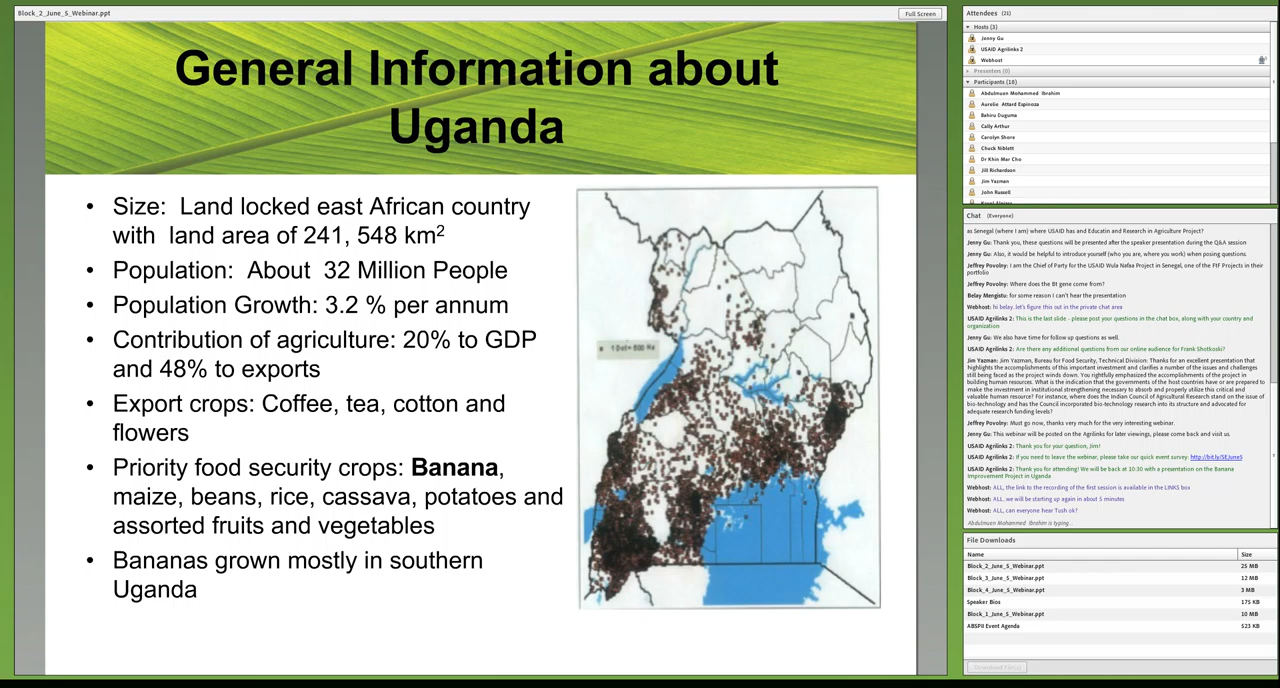 Block_2_June_5_Webinar.ppt
Full Screen
General Information about
Uganda
• Size: Land locked east African country
with land area of 241, 548 km²
• Population: About 32 Million People
• Population Growth: 3.2 % per annum
• Contribution of agriculture: 20% to GDP
and 48% to exports
• Export crops: Coffee, tea, cotton and
flowers
• Priority food security crops: Banana,
maize, beans, rice, cassava, potatoes and
assorted fruits and vegetables
• Bananas grown mostly in southern
Uganda
1 Dot= 500 Ha
Attendees (21)
Hosts (3)
Jenny Gu
USAID Agrilinks 2
Webhost
Presenters (0)
Participants (18)
Abdulmuen Mohammed Ibrahim
Aurelie Attard Espinoza
Bahiru Duguma
Cally Arthur
Carolyn Shore
Chuck Niblett
Dr Khin Mar Cho
Jill Richardson
Jim Yazman
John Russell
Chat (Everyone)
as Senegal (where I am) where USAID has and Educatin and Research in Agriculture Project?
Jenny Gu: Thank you, these questions will be presented after the speaker presentation during the Q&A session
Jenny Gu: Also, it would be helpful to introduce yourself (who you are, where you work) when posing questions
Jeffrey Povolny: I am the Chief of Party for the USAID Wula Nafaa Project in Senegal, one of the FtF Projects in their
portfolio
Jeffrey Povolny: Where does the Bt gene come from?
Belay Mengistu: for some reason I can't hear the presentation
Webhost: hi belay..let's figure this out in the private chat area
USAID Agrilinks 2: This is the last slide - please post your questions in the chat box, along with your country and
organization
Jenny Gu: We also have time for follow up questions as well.
USAID Agrilinks 2: Are there any additional questions from our online audience for Frank Shotkoski?
Jim Yazman: Jim Yazman, Bureau for Food Security, Technical Division: Thanks for an excellent presentation that
highlights the accomplishments of this important investment and clarifies a number of the issues and challenges
still being faced as the project winds down. You rightfully emphasized the accomplishments of the project in
building human resources. What is the indication that the governments of the host countries have or are prepared to
make the investment in institutional strengthening necessary to absorb and properly utilize this critical and
valuable human resource? For instance, where does the Indian Council of Agricultural Research stand on the issue of
bio-technology and has the Council incorporated bio-technology research into its structure and advocated for
adequate research funding levels?
Jeffrey Povolny: Must go now, thanks very much for the very interesting webinar.
Jenny Gu: This webinar will be posted on the Agrilinks for later viewings, please come back and visit us.
USAID Agrilinks 2: Thank you for your question, Jim!
USAID Agrilinks 2: If you need to leave the webinar, please take our quick event survey: http://bit.ly/SEJune5
USAID Agrilinks 2: Thank you for attending! We will be back at 10:30 with a presentation on the Banana
Improvement Project in Uganda
Webhost: ALL, the link to the recording of the first session is available in the LINKS box
Webhost: ALL. we will be starting up again in about 5 minutes
Webhost: ALL, can everyone hear Tush ok?
Abdulmuen Mohammed Ibrahim is typing...
File Downloads
Name Size
Block_2_June_5_Webinar.ppt 25 MB
Block_3_June_5_Webinar.ppt 12 MB
Block_4_June_5_Webinar.ppt 3 MB
Speaker Bios 175 KB
Block_1_June_5_Webinar.ppt 10 MB
ABSPII Event Agenda 523 KB
Download File(s)